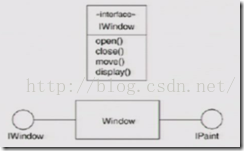 «interface»
IWindow
open()
close()
move()
display()
http://blog.csdn.net/
Window
IWindow
IPaint